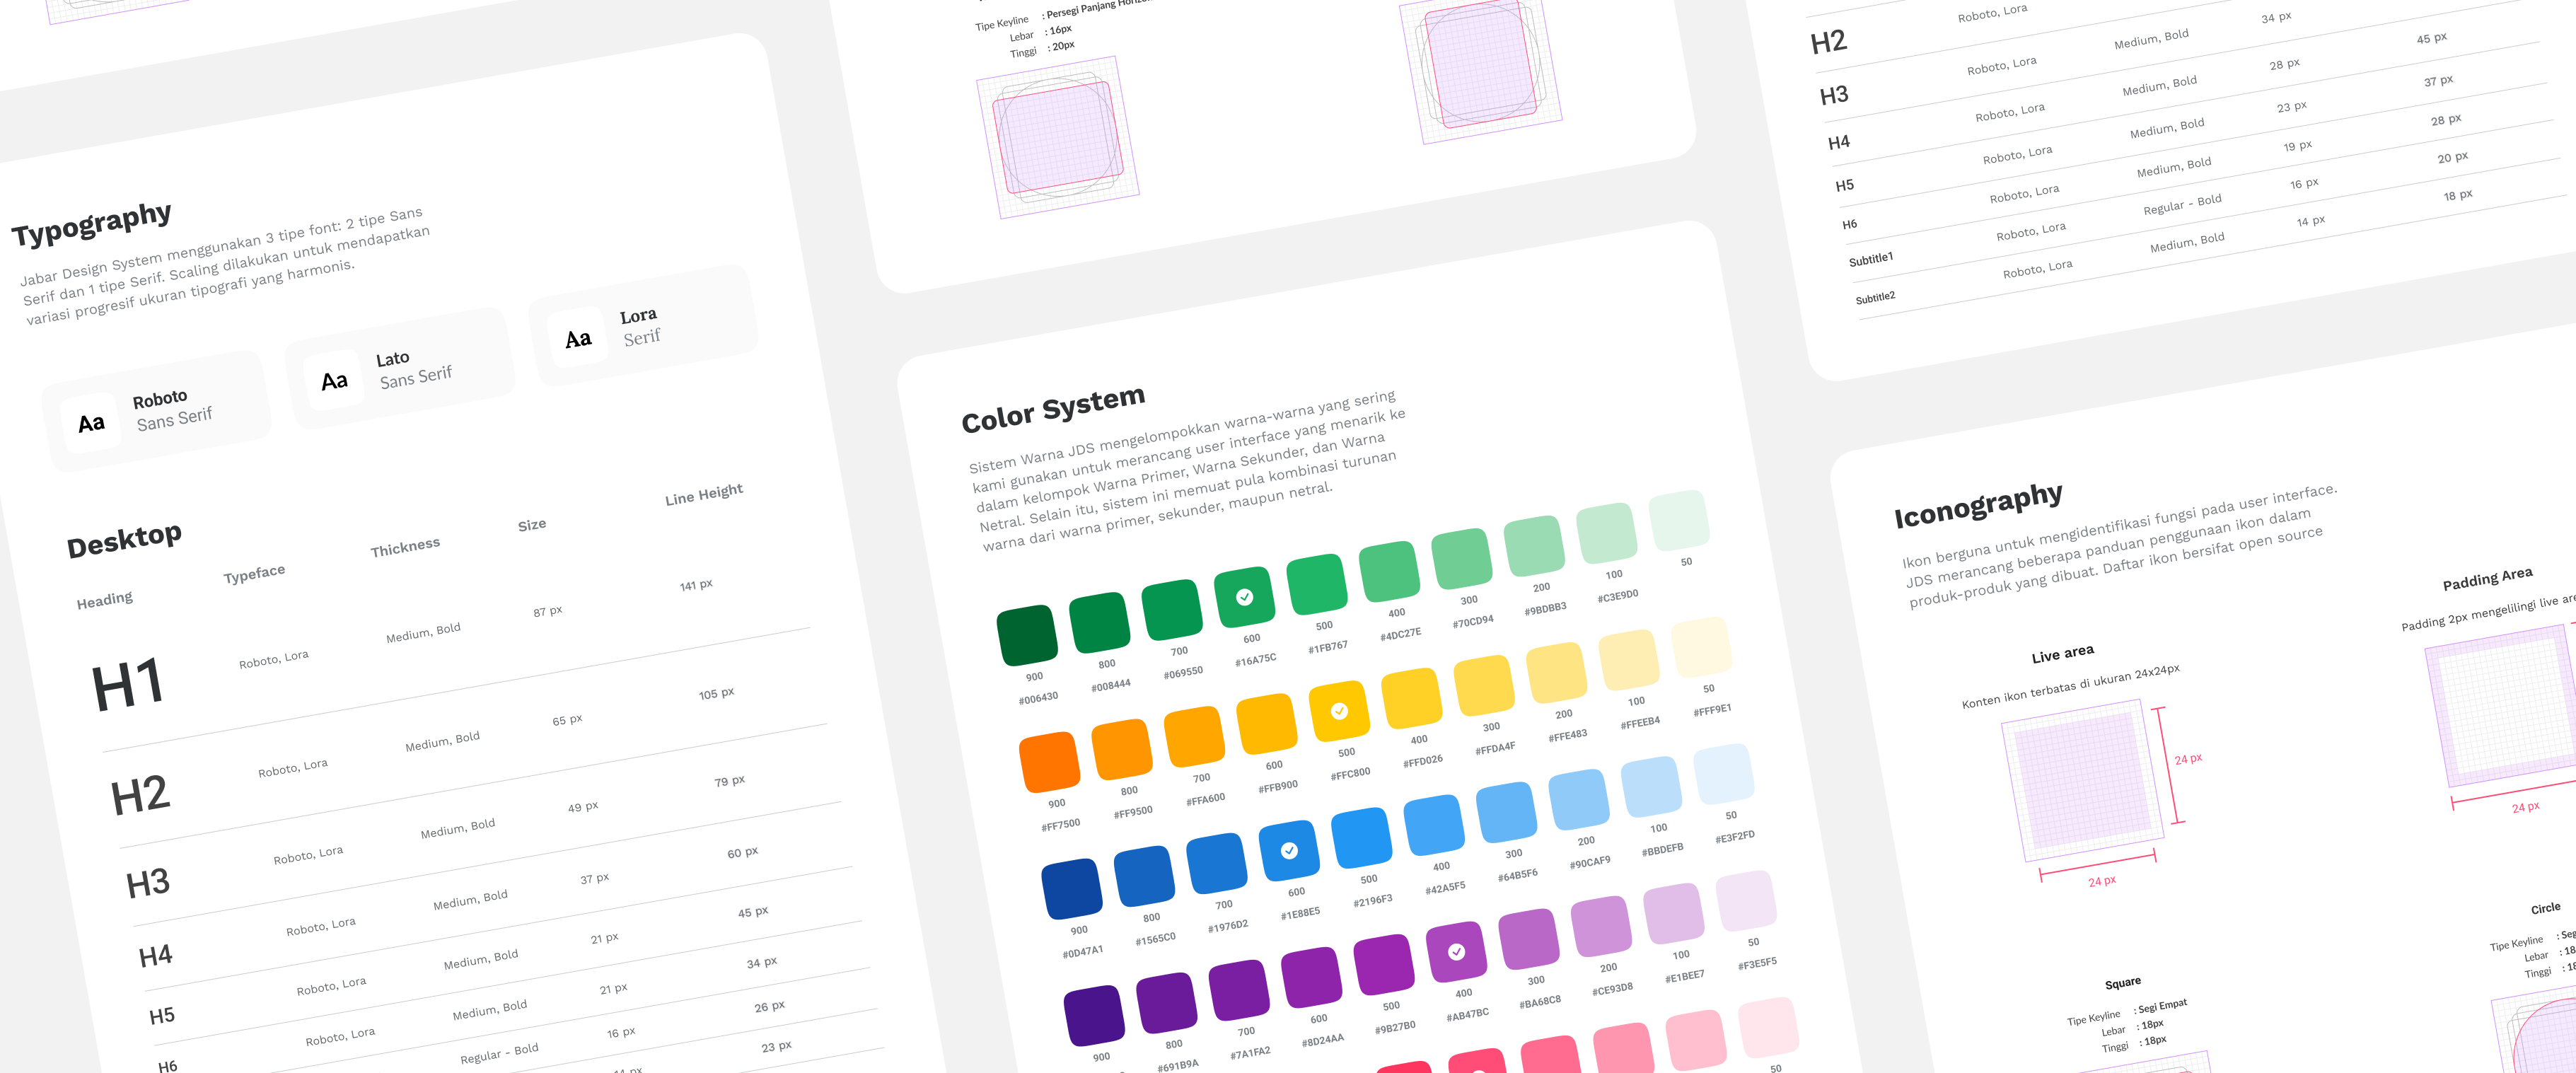 Typography
Jabar Design System menggunakan 3 tipe font: 2 tipe Sans
Serif dan 1 tipe Serif. Scaling dilakukan untuk mendapatkan
variasi progresif ukuran tipografi yang harmonis.
Aa
Roboto
Sans Serif
Aa
Lato
Sans Serif
Aa
Lora
Serif
Desktop
Heading Typeface Thickness Size Line Height
H1 Roboto, Lora Medium, Bold 87 px 141 px
H2 Roboto, Lora Medium, Bold 65 px 105 px
H3 Roboto, Lora Medium, Bold 49 px 79 px
H4 Roboto, Lora Medium, Bold 37 px 60 px
H5 Roboto, Lora Medium, Bold 21 px 45 px
H6 Roboto, Lora Medium, Bold 21 px 34 px
Regular - Bold 16 px 26 px
23 px
Tipe Keyline : Persegi Panjang
Lebar : 16px
Tinggi : 20px
Color System
Sistem Warna JDS mengelompokkan warna-warna yang sering
kami gunakan untuk merancang user interface yang menarik ke
dalam kelompok Warna Primer, Warna Sekunder, dan Warna
Netral. Selain itu, sistem ini memuat pula kombinasi turunan
warna dari warna primer, sekunder, maupun netral.
900 800 700 600 500 400 300 200 100 50
#006430 #008444 #069550 #16A75C #1FB767 #4DC27E #70CD94 #9BDBB3 #C3E9D0
900 800 700 600 500 400 300 200 100 50
#FF7500 #FF9500 #FFA600 #FFB900 #FFC800 #FFD026 #FFDA4F #FFE483 #FFEEB4 #FFF9E1
900 800 700 600 500 400 300 200 100 50
#0D47A1 #1565C0 #1976D2 #1E88E5 #2196F3 #42A5F5 #64B5F6 #90CAF9 #BBDEFB #E3F2FD
900 800 700 600 500 400 300 200 100 50
#691B9A #7A1FA2 #8D24AA #9B27B0 #AB47BC #BA68C8 #CE93D8 #E1BEE7 #F3E5F5
50
H2 Roboto, Lora Medium, Bold 34 px 45 px
H3 Roboto, Lora Medium, Bold 28 px 37 px
H4 Roboto, Lora Medium, Bold 23 px 28 px
H5 Roboto, Lora Medium, Bold 19 px 20 px
H6 Roboto, Lora Regular - Bold 16 px 18 px
Subtitle1 Roboto, Lora Medium, Bold 14 px
Subtitle2 Roboto, Lora
Iconography
Ikon berguna untuk mengidentifikasi fungsi pada user interface.
JDS merancang beberapa panduan penggunaan ikon dalam
produk-produk yang dibuat. Daftar ikon bersifat open source
Live area
Konten ikon terbatas di ukuran 24x24px
24 px
24 px
Padding Area
Padding 2px mengelilingi live
24 px
Square
Tipe Keyline : Segi Empat
Lebar : 18px
Tinggi : 18px
Circle
Tipe Keyline
Lebar
Tinggi